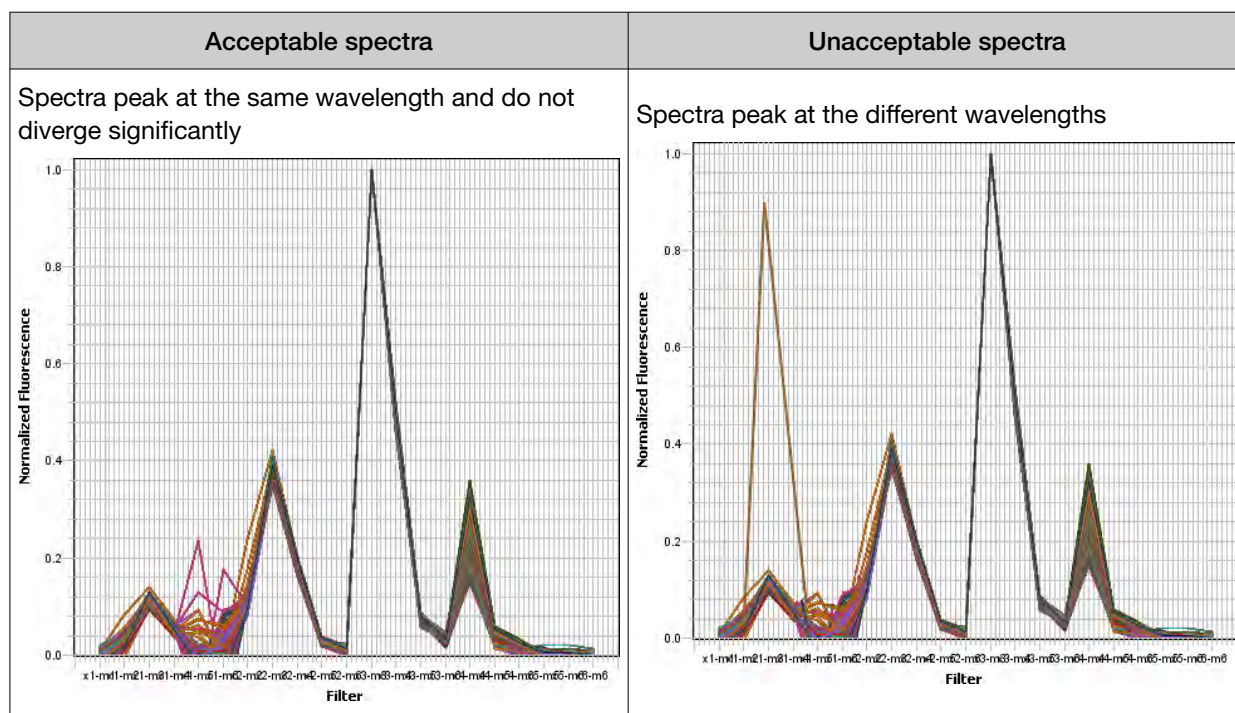 Acceptable spectra
Unacceptable spectra
Spectra peak at the same wavelength and do not
diverge significantly
Spectra peak at the different wavelengths
1.0
0.8
0.6
0.4
0.2
0.0
Normalized Fluorescence
Filter
1.0
0.8
0.6
0.4
0.2
0.0
Normalized Fluorescence
Filter